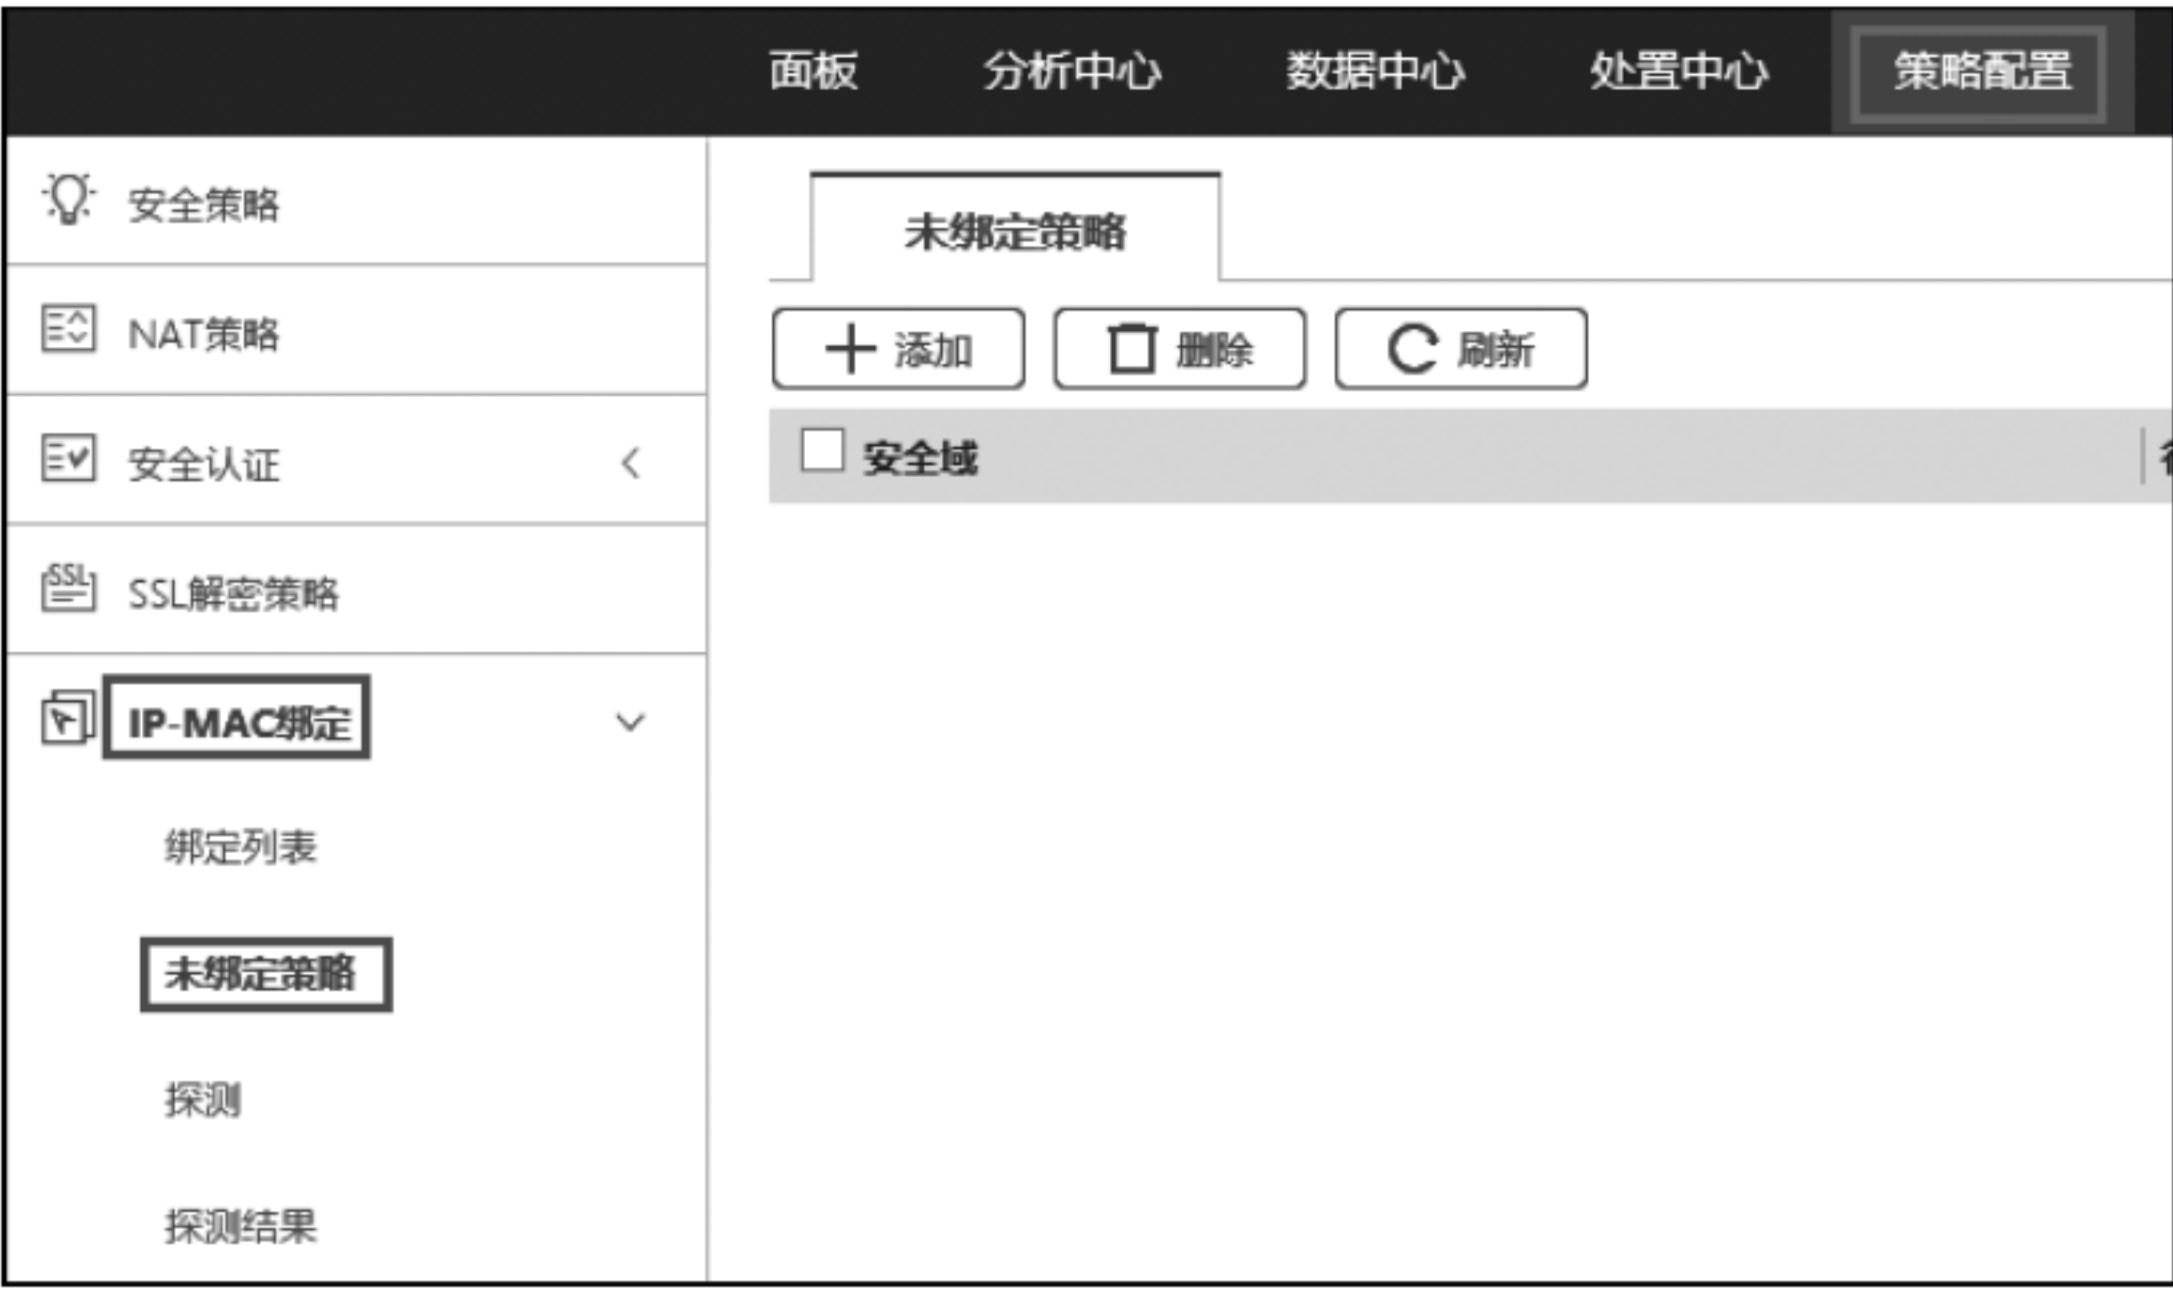 面板 分析中心 数据中心 处置中心 策略配置
安全策略
NAT策略
安全认证
SSL解密策略
IP-MAC绑定
绑定列表
未绑定策略
探测
探测结果
未绑定策略
添加 删除 刷新
安全域